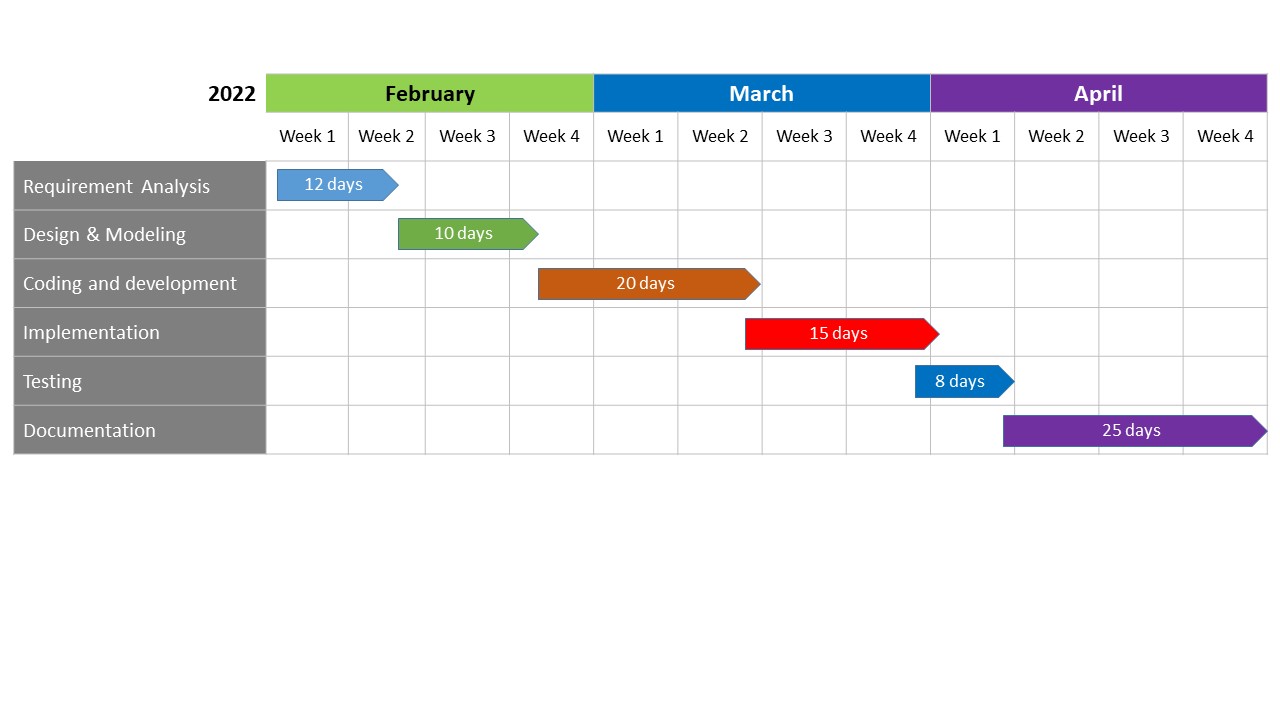 2022 February March April
Week 1 Week 2 Week 3 Week 4 Week 1 Week 2 Week 3 Week 4 Week 1 Week 2 Week 3 Week 4
Requirement Analysis 12 days
Design & Modeling 10 days
Coding and development 20 days
Implementation 15 days
Testing 8 days
Documentation 25 days